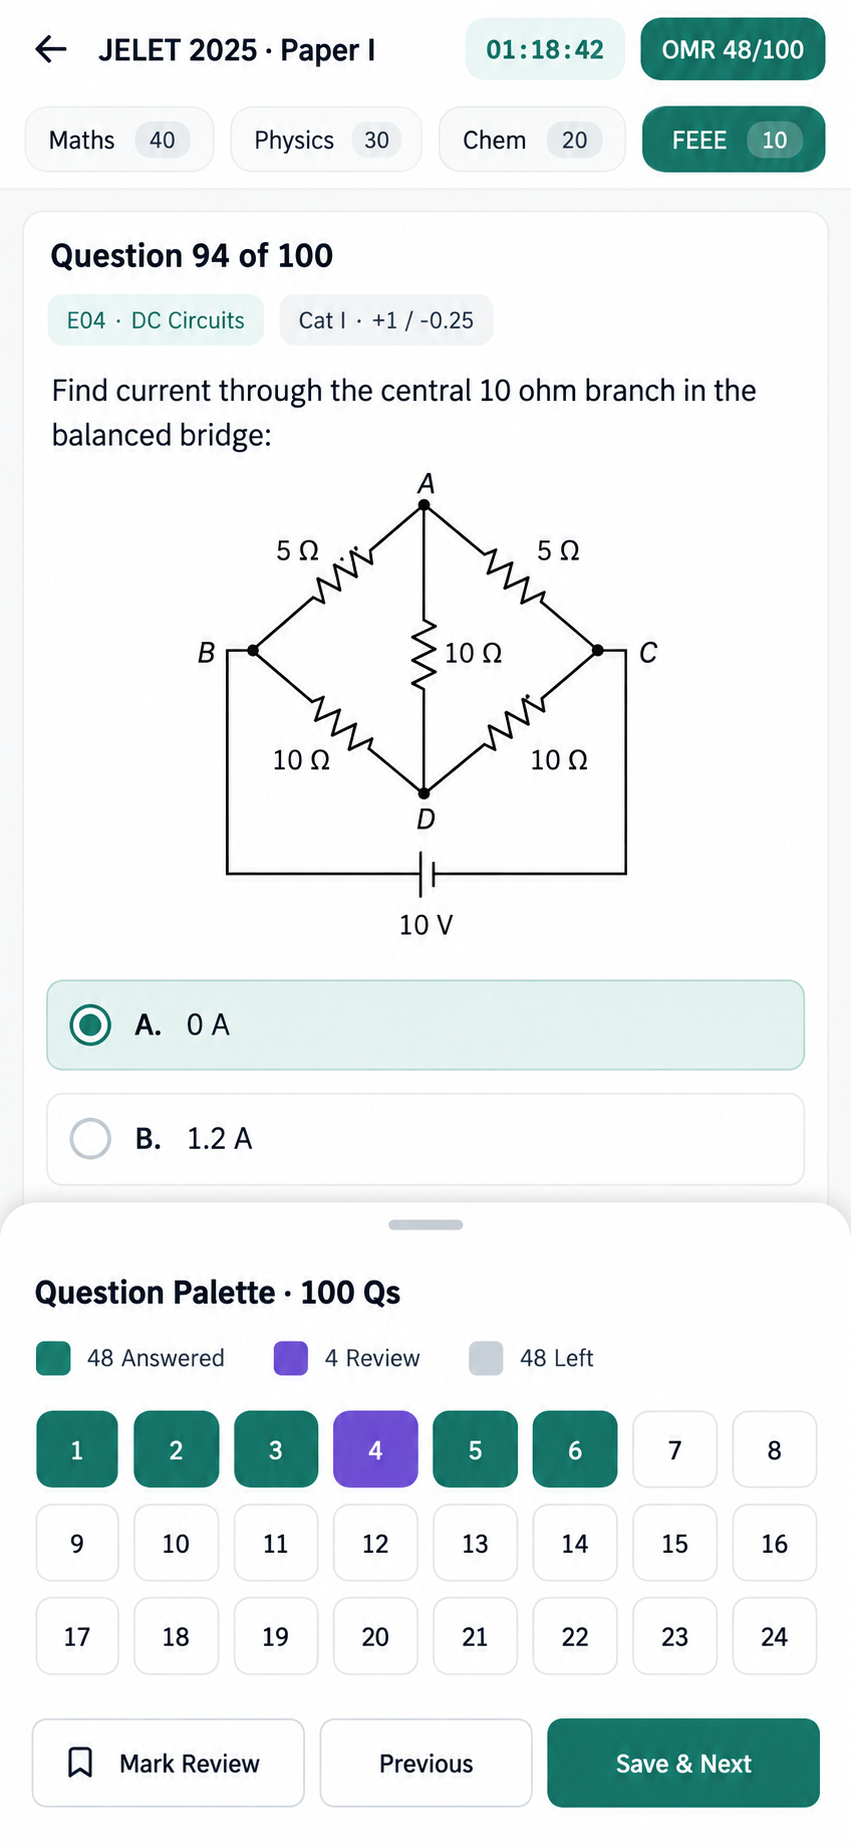 JELET 2025 · Paper I
01:18:42
OMR 48/100
Maths 40
Physics 30
Chem 20
FEEE 10
Question 94 of 100
E04 · DC Circuits
Cat I · +1 / -0.25
Find current through the central 10 ohm branch in the
balanced bridge:
A
5 Ω
5 Ω
B
10 Ω
C
10 Ω
10 Ω
D
10 V
A. 0 A
B. 1.2 A
Question Palette · 100 Qs
48 Answered
4 Review
48 Left
1 2 3 4 5 6 7 8
9 10 11 12 13 14 15 16
17 18 19 20 21 22 23 24
Mark Review
Previous
Save & Next